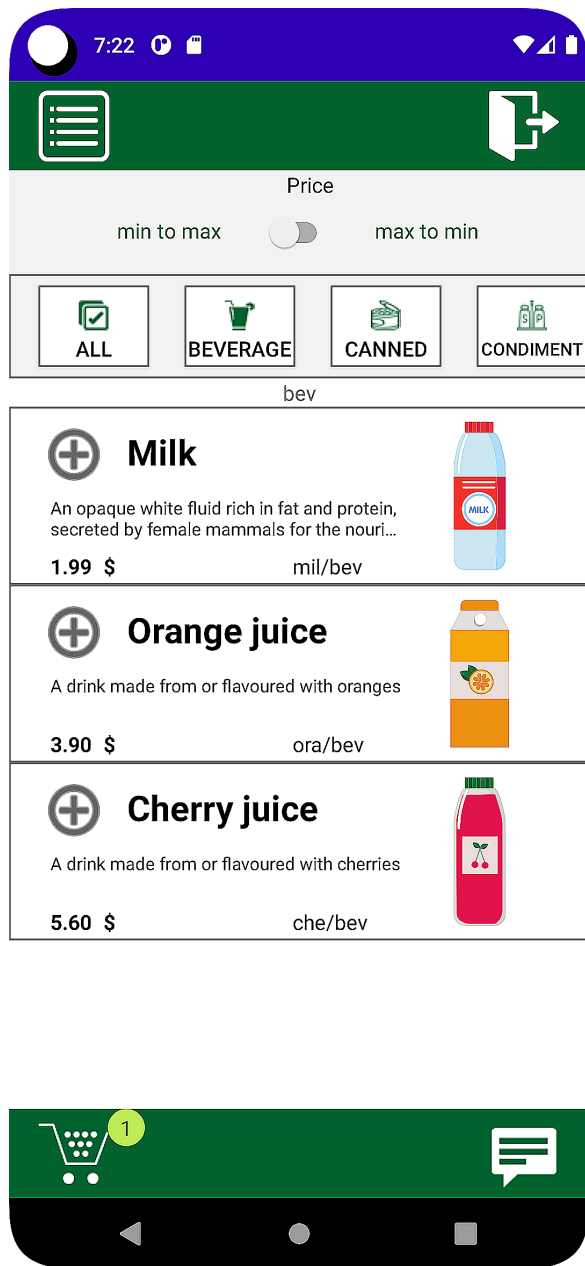 7:22
Price
min to max
max to min
ALL
BEVERAGE
CANNED
S P
CONDIMENT
bev
Milk
An opaque white fluid rich in fat and protein,
secreted by female mammals for the nouri...
MILK
1.99 $
mil/bev
Orange juice
A drink made from or flavoured with oranges
3.90 $
ora/bev
Cherry juice
A drink made from or flavoured with cherries
5.60 $
che/bev
1